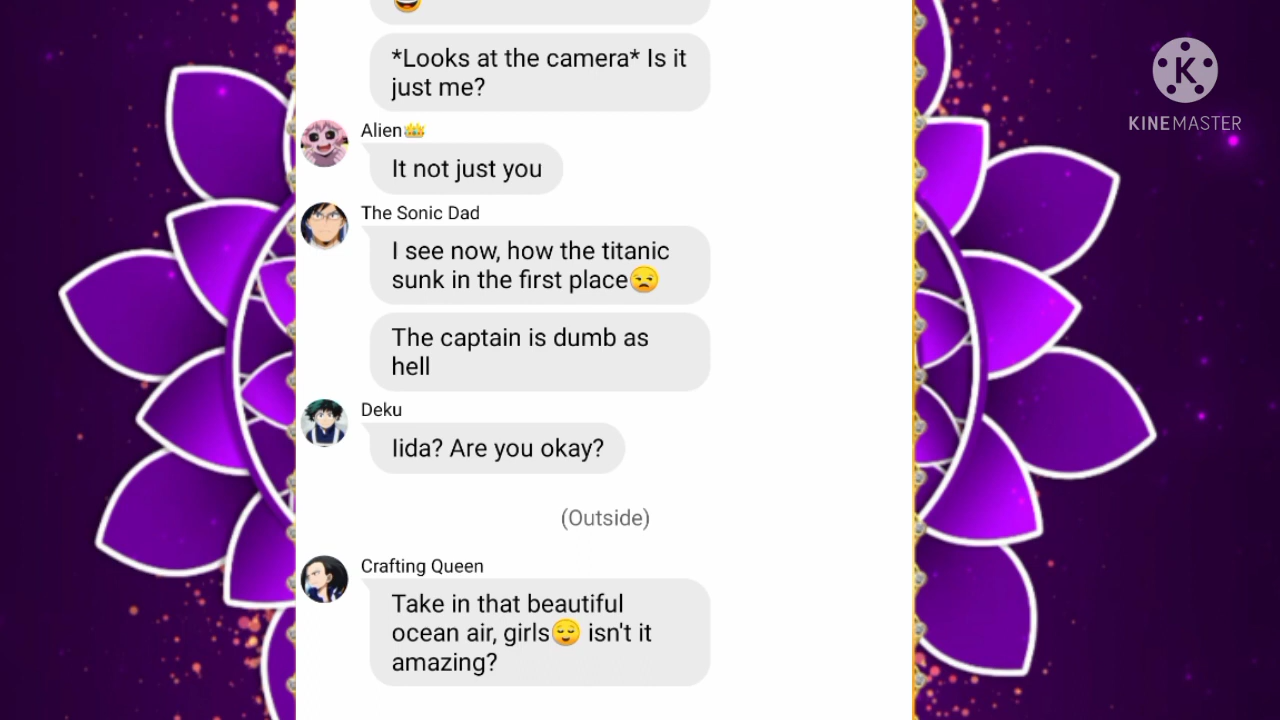 *Looks at the camera* Is it
just me?
KINEMASTER
Alien👑
It not just you
The Sonic Dad
I see now, how the titanic
sunk in the first place😒
The captain is dumb as
hell
Deku
Iida? Are you okay?
(Outside)
Crafting Queen
Take in that beautiful
ocean air, girls😌 isn't it
amazing?